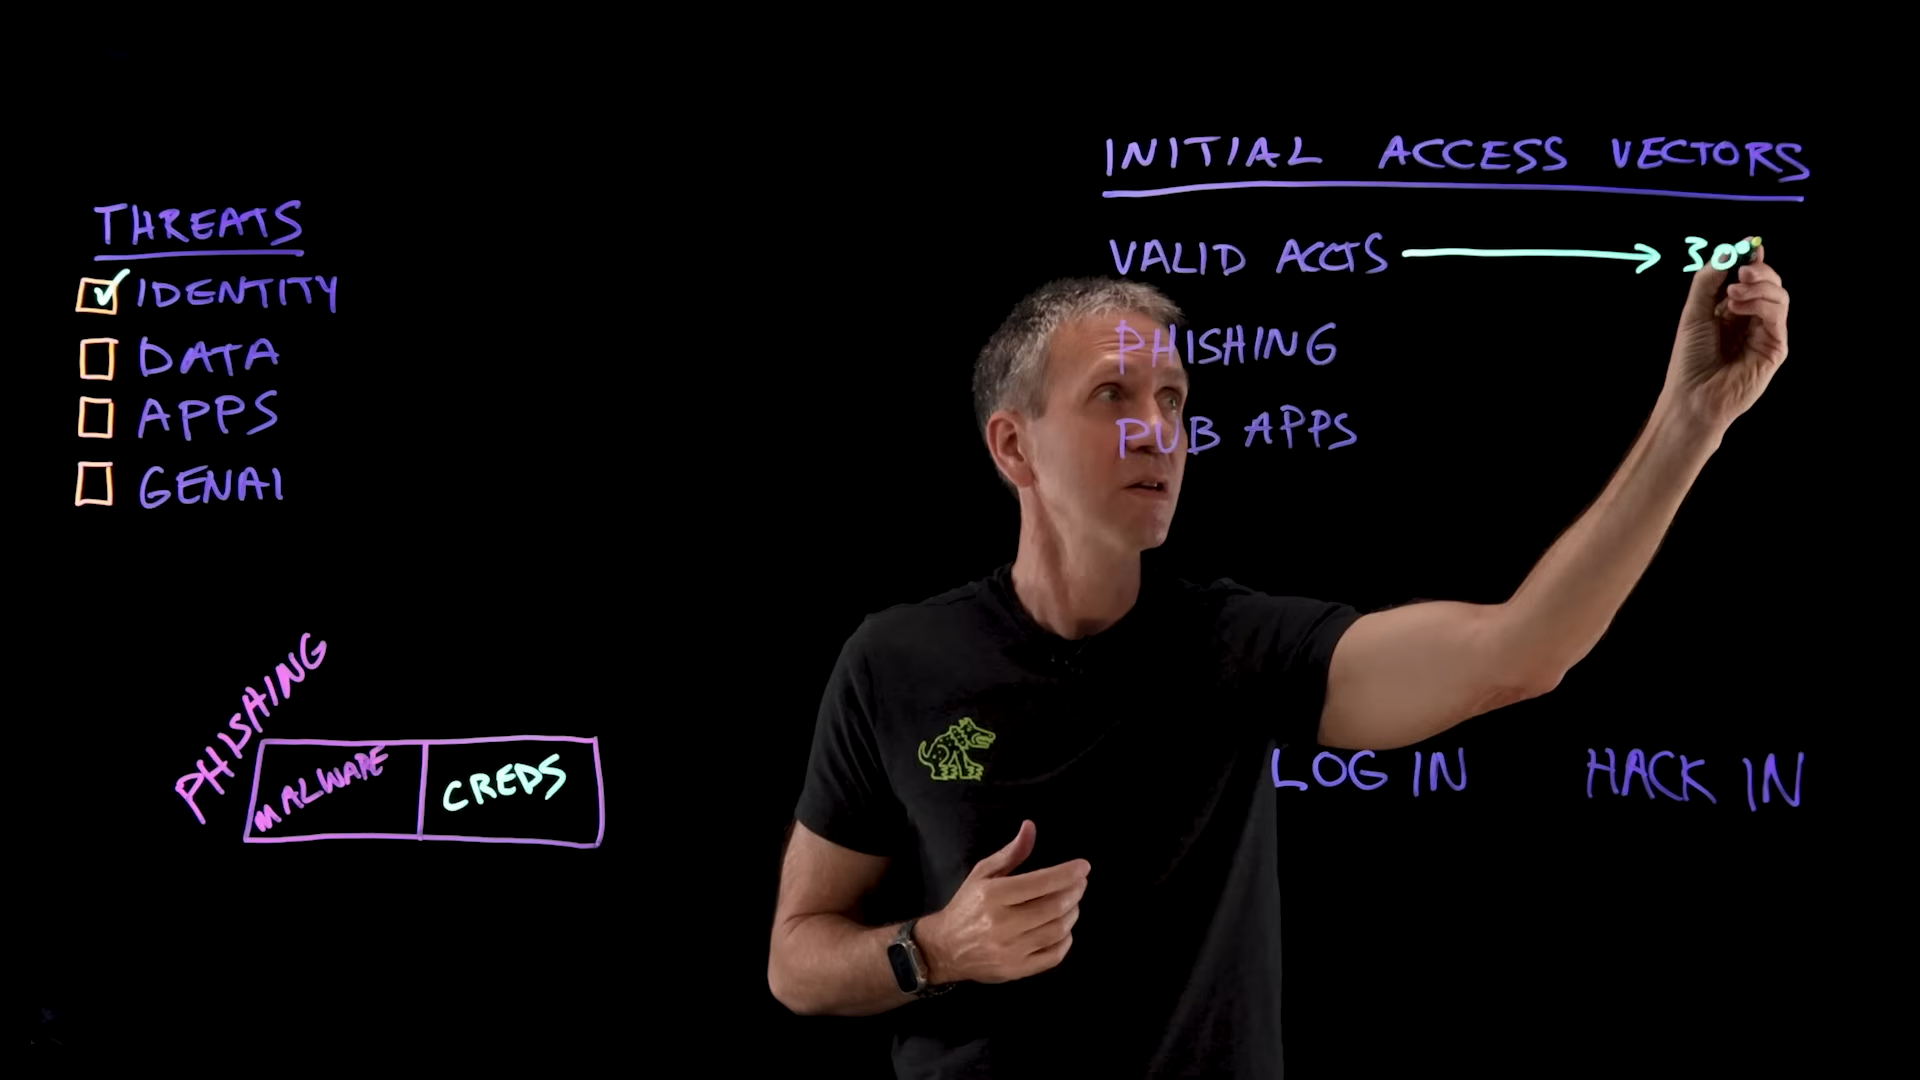 THREATS
IDENTITY
DATA
APPS
GENAI
PHISHING
MALWARE
CREDS
INITIAL ACCESS VECTORS
VALID ACCTS 30
PHISHING
PUB APPS
LOG IN
HACK IN